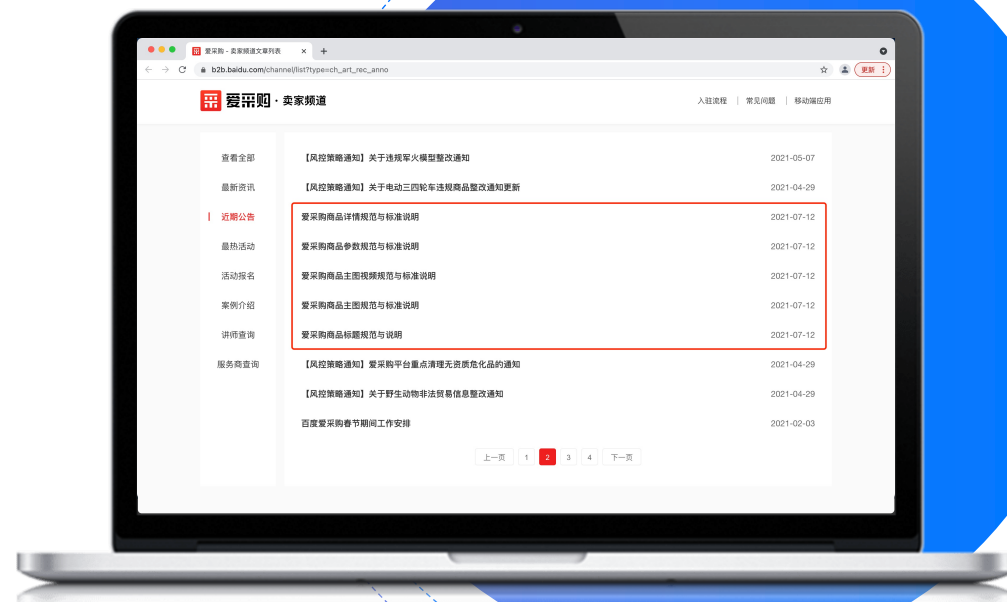 爱采购 - 卖家频道文章列表
b2b.baidu.com/channel/list?type=ch_art_rec_anno
更新
采 爱采购 · 卖家频道
入驻流程 | 常见问题 | 移动端应用
查看全部
【风控策略通知】关于违规军火模型整改通知 2021-05-07
最新资讯
【风控策略通知】关于电动三四轮车违规商品整改通知更新 2021-04-29
近期公告
爱采购商品详情规范与标准说明 2021-07-12
最热活动
爱采购商品参数规范与标准说明 2021-07-12
活动报名
爱采购商品主图视频规范与标准说明 2021-07-12
案例介绍
爱采购商品主图规范与标准说明 2021-07-12
讲师查询
爱采购商品标题规范与说明 2021-07-12
服务商查询
【风控策略通知】爱采购平台重点清理无资质危化品的通知 2021-04-29
【风控策略通知】关于野生动物非法贸易信息整改通知 2021-04-29
百度爱采购春节期间工作安排 2021-02-03
上一页 1 2 3 4 下一页